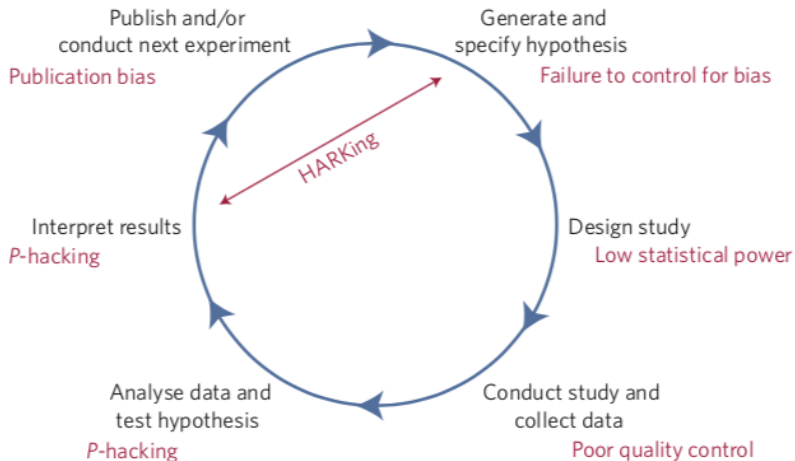 Publish and/or
conduct next experiment
Publication bias
Generate and
specify hypothesis
Failure to control for bias
HARKing
Interpret results
P-hacking
Design study
Low statistical power
Analyse data and
test hypothesis
P-hacking
Conduct study and
collect data
Poor quality control